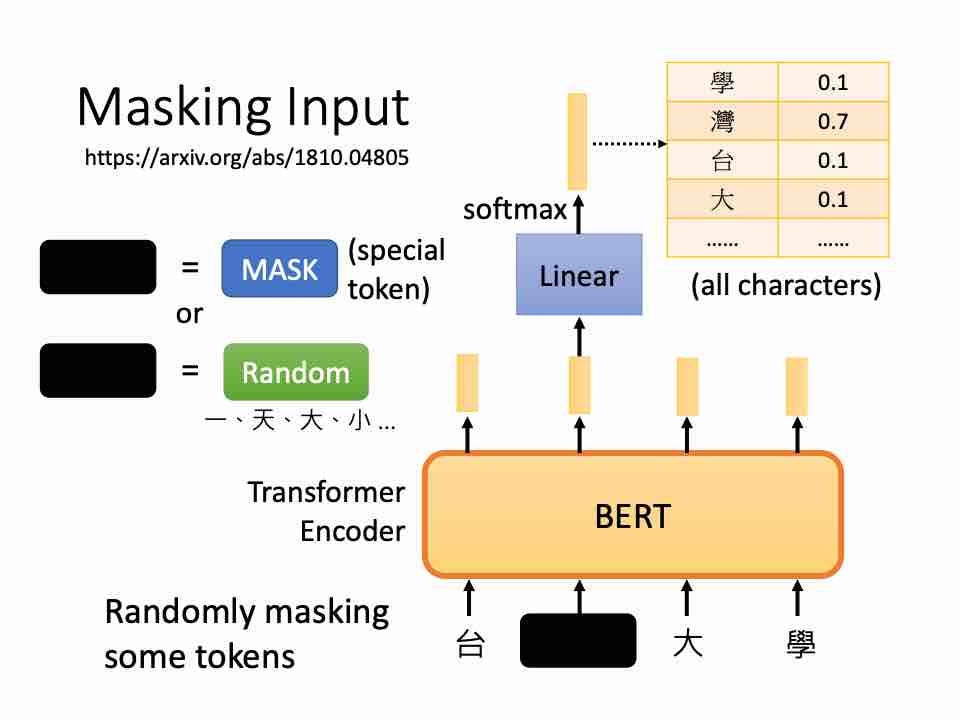 Masking Input
https://arxiv.org/abs/1810.04805
學 0.1
灣 0.7
台 0.1
大 0.1
…… ……
(all characters)
softmax
Linear
= MASK (special
token)
or
= Random
一、天、大、小 ...
Transformer
Encoder
BERT
Randomly masking
some tokens
台 大 學